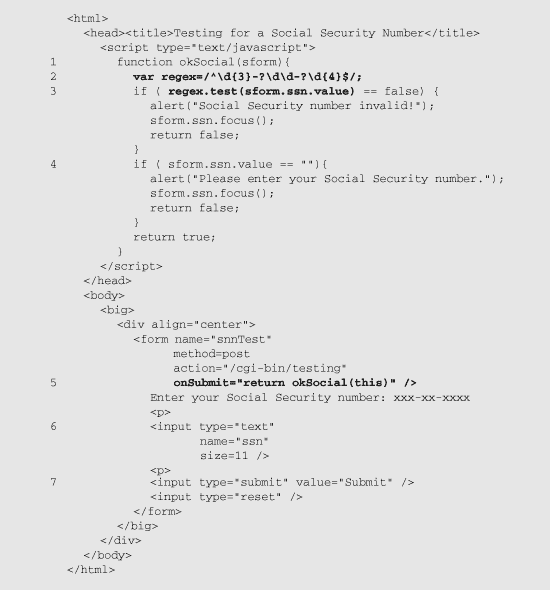 <html>
<head><title>Testing for a Social Security Number</title>
<script type="text/javascript">
1 function okSocial(sform){
2 var regex=/^\d{3}-?\d\d-?\d{4}$/;
3 if ( regex.test(sform.ssn.value) == false) {
alert("Social Security number invalid!");
sform.ssn.focus();
return false;
}
4 if ( sform.ssn.value == ""){
alert("Please enter your Social Security number.");
sform.ssn.focus();
return false;
}
return true;
}
</script>
</head>
<body>
<big>
<div align="center">
<form name="snnTest"
method=post
action="/cgi-bin/testing"
5 onSubmit="return okSocial(this)" />
Enter your Social Security number: xxx-xx-xxxx
<p>
6 <input type="text"
name="ssn"
size=11 />
<p>
7 <input type="submit" value="Submit" />
<input type="reset" />
</form>
</big>
</div>
</body>
</html>